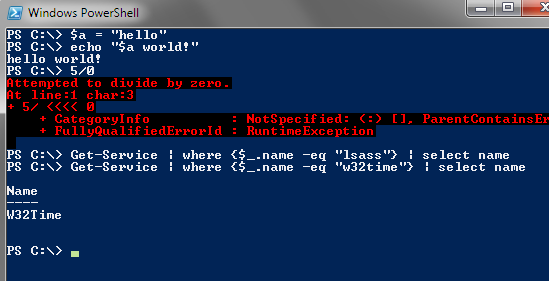 Windows PowerShell
PS C:\> $a = "hello"
PS C:\> echo "$a world!"
hello world!
PS C:\> 5/0
Attempted to divide by zero.
At line:1 char:3
+ 5/ <<<< 0
    + CategoryInfo          : NotSpecified: (:) [], ParentContainsEr
    + FullyQualifiedErrorId : RuntimeException
PS C:\> Get-Service | where {$_.name -eq "lsass"} | select name
PS C:\> Get-Service | where {$_.name -eq "w32time"} | select name
Name
----
W32Time
PS C:\>